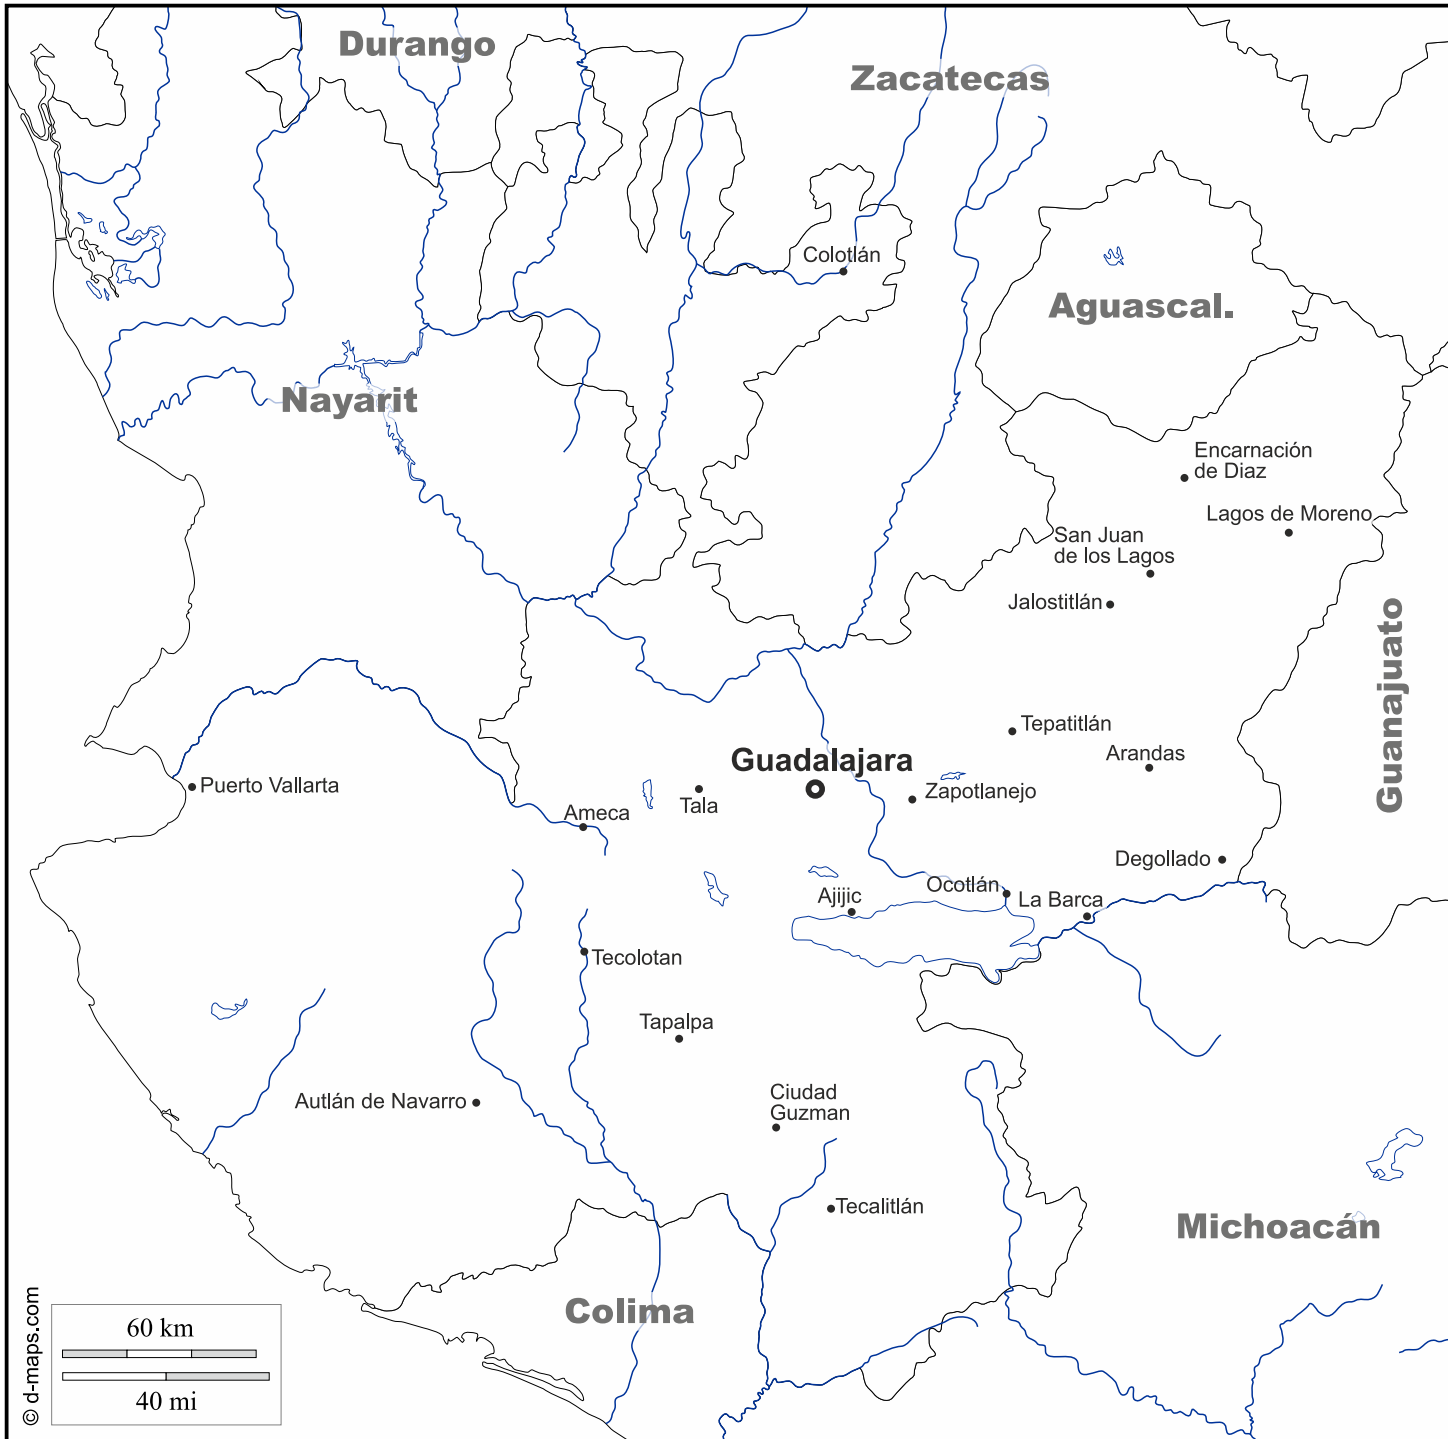 Durango
Zacatecas
Colotlán
Aguascal.
Nayarit
Encarnación
de Diaz
Lagos de Moreno
San Juan
de los Lagos
Jalostitlán
Guanajuato
Tepatitlán
Arandas
Guadalajara
Puerto Vallarta
Zapotlanejo
Tala
Ameca
Degollado
Ocotlán
Ajijic
La Barca
Tecolotan
Tapalpa
Autlán de Navarro
Ciudad
Guzman
Tecalitlán
Michoacán
Colima
60 km
40 mi
© d-maps.com